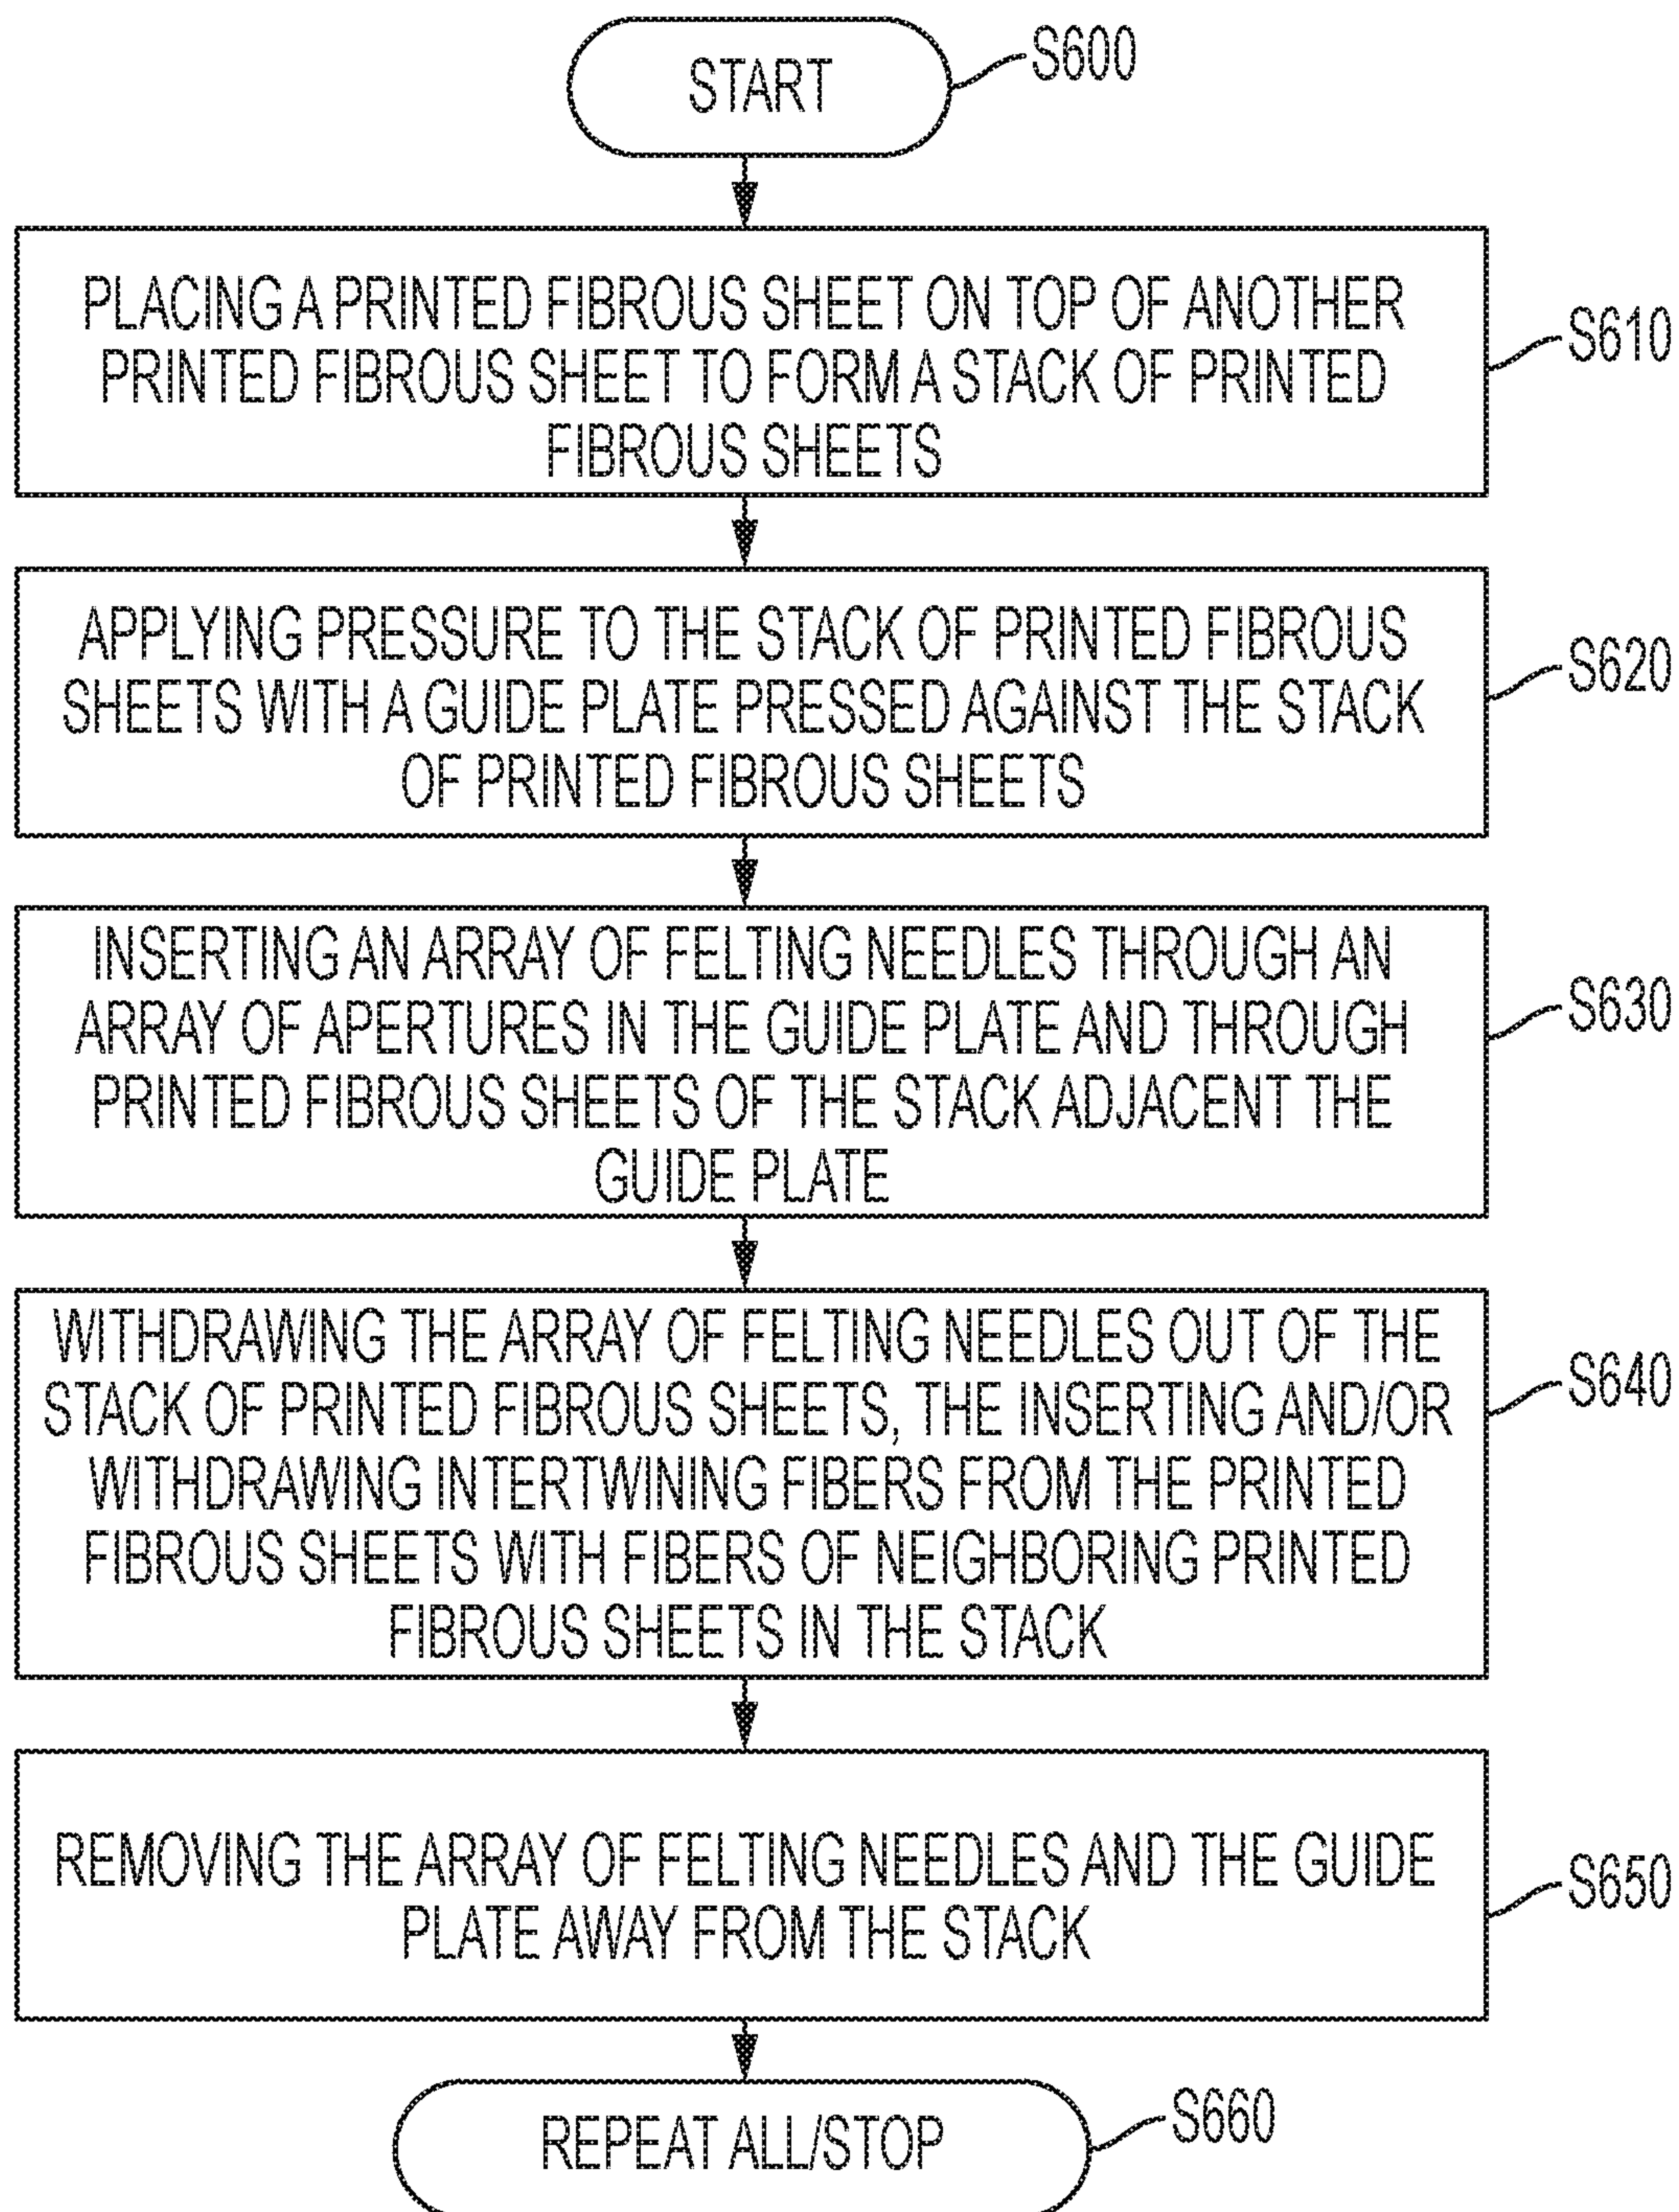 START
S600
PLACING A PRINTED FIBROUS SHEET ON TOP OF ANOTHER
PRINTED FIBROUS SHEET TO FORM A STACK OF PRINTED
FIBROUS SHEETS
S610
APPLYING PRESSURE TO THE STACK OF PRINTED FIBROUS
SHEETS WITH A GUIDE PLATE PRESSED AGAINST THE STACK
OF PRINTED FIBROUS SHEETS
S620
INSERTING AN ARRAY OF FELTING NEEDLES THROUGH AN
ARRAY OF APERTURES IN THE GUIDE PLATE AND THROUGH
PRINTED FIBROUS SHEETS OF THE STACK ADJACENT THE
GUIDE PLATE
S630
WITHDRAWING THE ARRAY OF FELTING NEEDLES OUT OF THE
STACK OF PRINTED FIBROUS SHEETS, THE INSERTING AND/OR
WITHDRAWING INTERTWINING FIBERS FROM THE PRINTED
FIBROUS SHEETS WITH FIBERS OF NEIGHBORING PRINTED
FIBROUS SHEETS IN THE STACK
S640
REMOVING THE ARRAY OF FELTING NEEDLES AND THE GUIDE
PLATE AWAY FROM THE STACK
S650
REPEAT ALL/STOP
S660